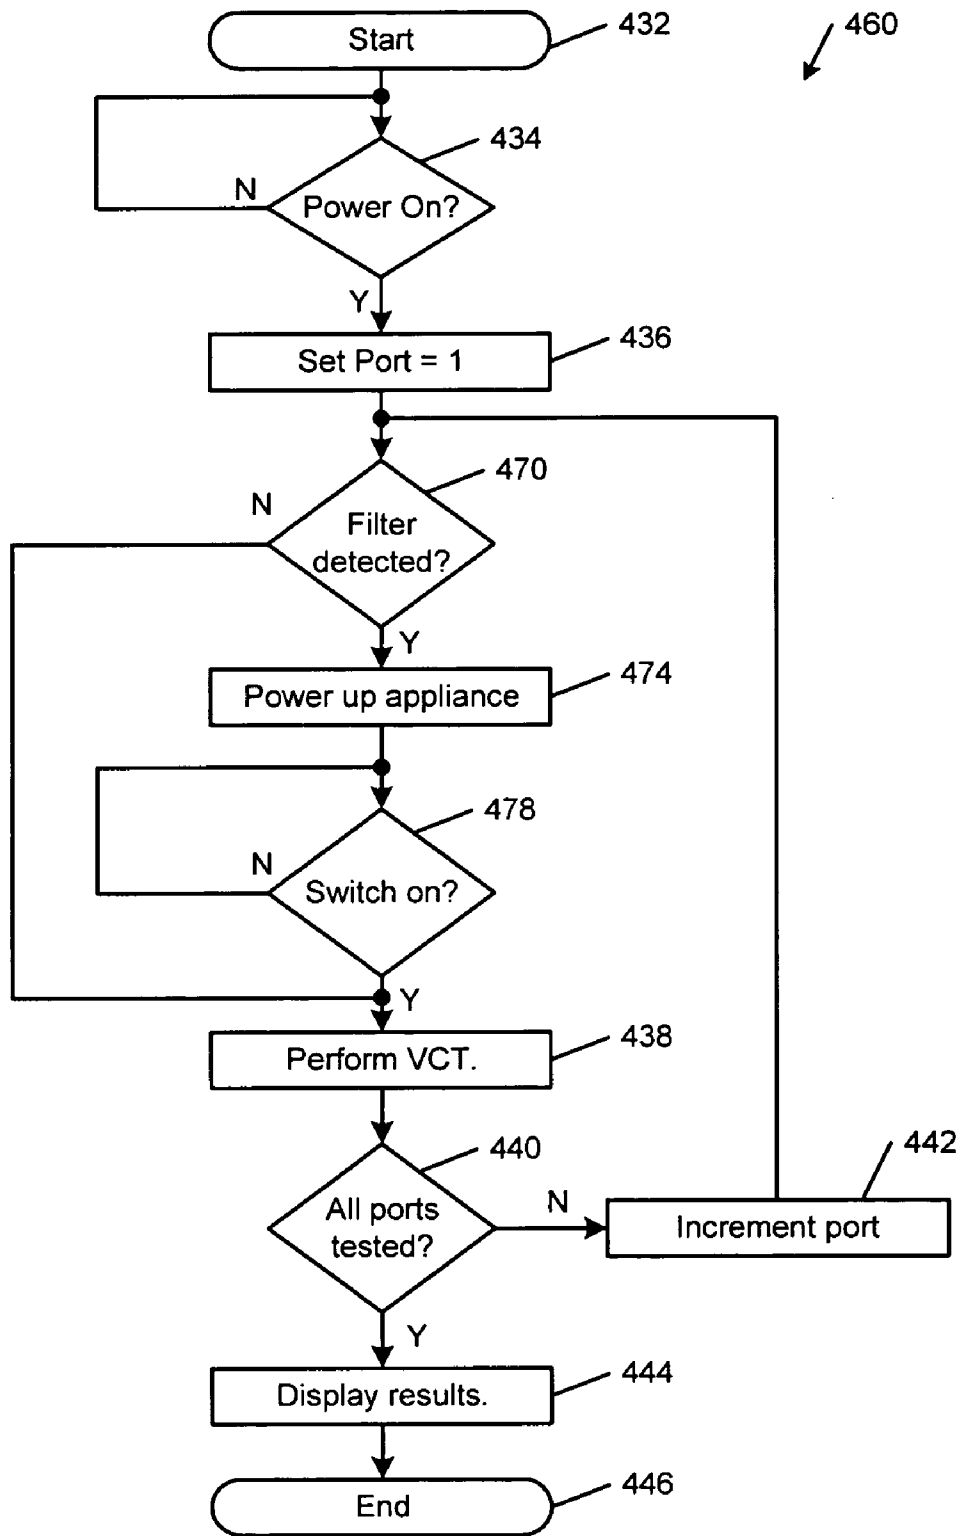 Start
432
460
434
N
Power On?
Y
436
Set Port = 1
470
N
Filter
detected?
Y
474
Power up appliance
478
N
Switch on?
Y
438
Perform VCT.
440
442
All ports
tested?
N
Increment port
Y
444
Display results.
End
446